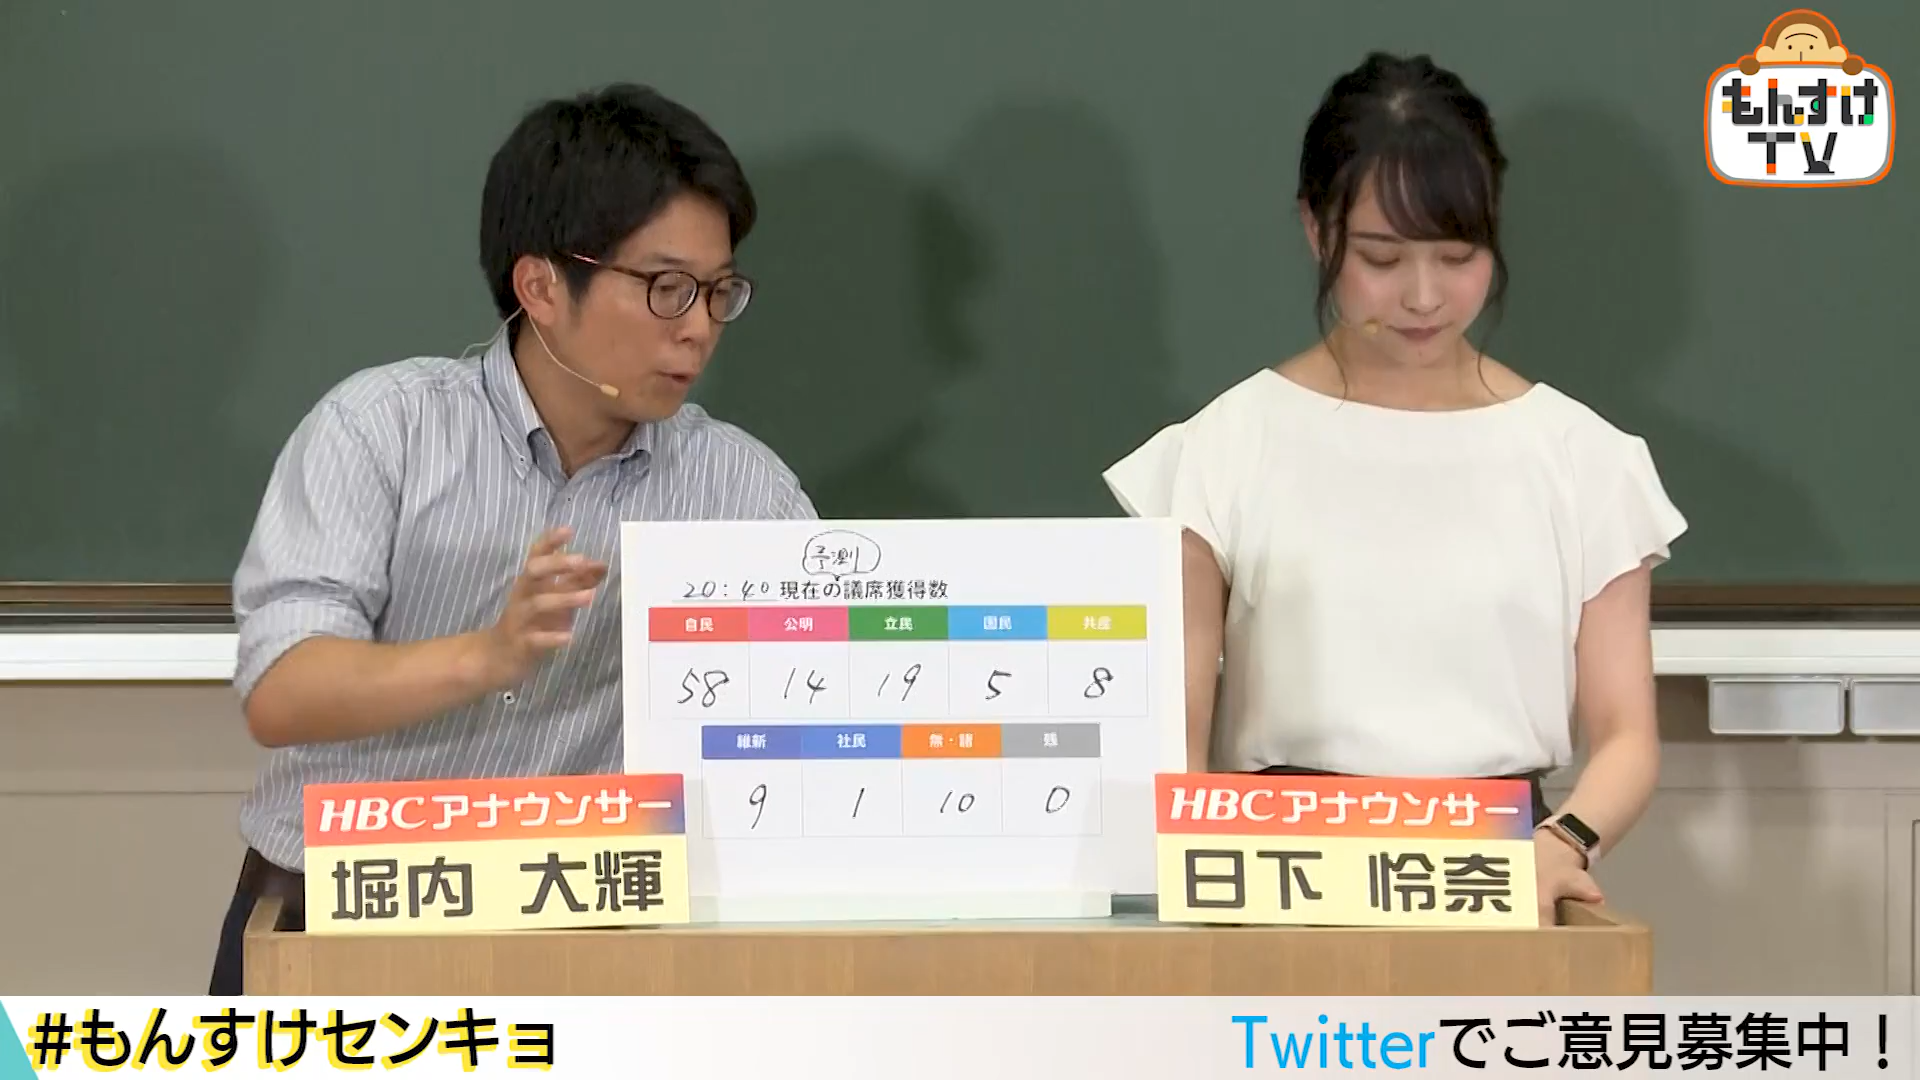 もんすけ
TV
予測
20:40 現在の議席獲得数
自民 公明 立民 国民 共産
58 14 19 5 8
維新 社民 無・諸 残
9 1 10 0
HBCアナウンサー
堀内 大輝
HBCアナウンサー
日下 怜奈
#もんすけセンキョ
Twitterでご意見募集中！